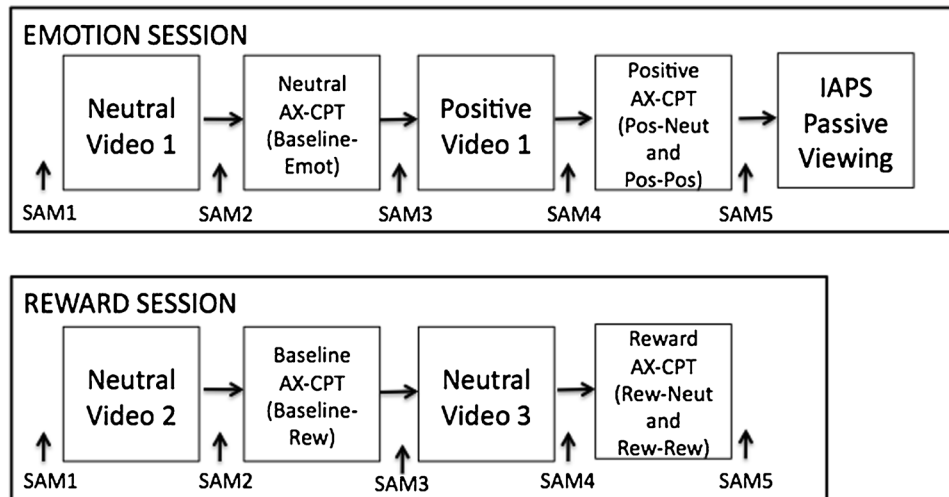 EMOTION SESSION
Neutral
Video 1
Neutral
AX-CPT
(Baseline-
Emot)
Positive
Video 1
Positive
AX-CPT
(Pos-Neut
and
Pos-Pos)
IAPS
Passive
Viewing
SAM1
SAM2
SAM3
SAM4
SAM5
REWARD SESSION
Neutral
Video 2
Baseline
AX-CPT
(Baseline-
Rew)
Neutral
Video 3
Reward
AX-CPT
(Rew-Neut
and
Rew-Rew)
SAM1
SAM2
SAM3
SAM4
SAM5